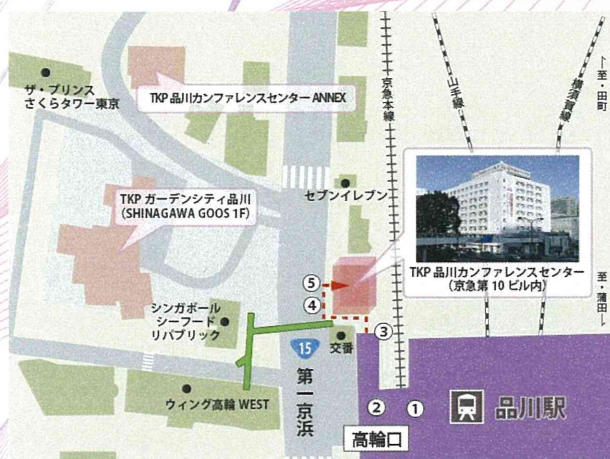 ザ・プリンス
さくらタワー東京
TKP 品川カンファレンスセンター ANNEX
京急本線
山手線
横須賀線
至・田町
TKP ガーデンシティ品川
(SHINAGAWA GOOS 1F)
セブンイレブン
TKP 品川カンファレンスセンター
(京急第 10 ビル内)
至・蒲田
⑤
④
③
シンガポール
シーフード
リパブリック
交番
15
第一京浜
ウィング高輪 WEST
②
①
品川駅
高輪口